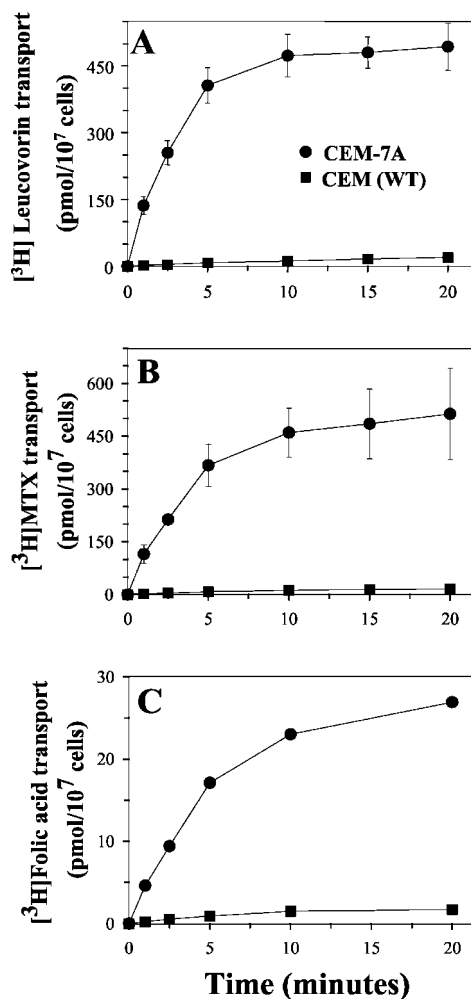 A
[³H] Leucovorin transport
(pmol/10⁷ cells)
450
300
150
0
CEM-7A
CEM (WT)
0 5 10 15 20
B
[³H]MTX transport
(pmol/10⁷ cells)
600
450
300
150
0
0 5 10 15 20
C
[³H]Folic acid transport
(pmol/10⁷ cells)
30
20
10
0
0 5 10 15 20
Time (minutes)